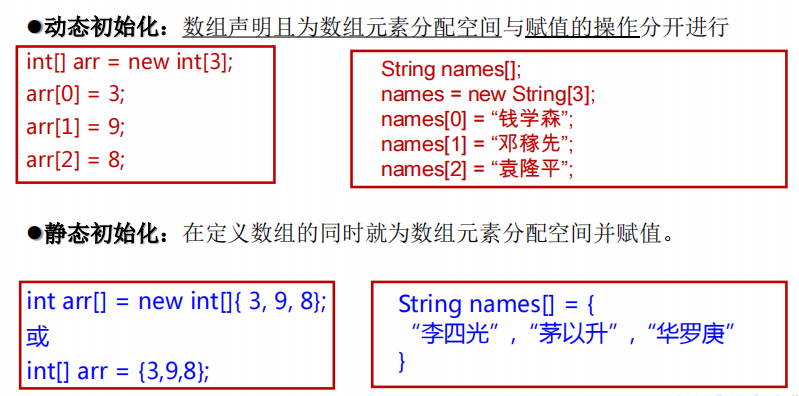 ●动态初始化：数组声明且为数组元素分配空间与赋值的操作分开进行
int[] arr = new int[3];
arr[0] = 3;
arr[1] = 9;
arr[2] = 8;
String names[];
names = new String[3];
names[0] = “钱学森”;
names[1] = “邓稼先”;
names[2] = “袁隆平”;
●静态初始化：在定义数组的同时就为数组元素分配空间并赋值。
int arr[] = new int[]{ 3, 9, 8};
或
int[] arr = {3,9,8};
String names[] = {
“李四光”,“茅以升”,“华罗庚”
}